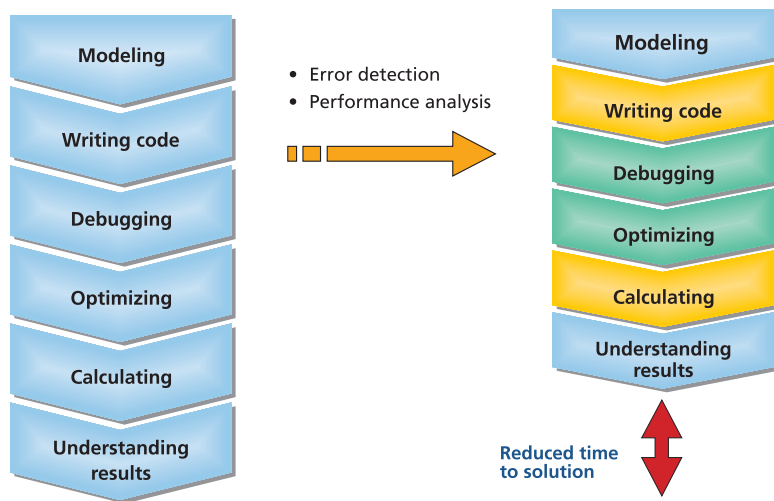 Modeling
Writing code
Debugging
Optimizing
Calculating
Understanding
results
• Error detection
• Performance analysis
Modeling
Writing code
Debugging
Optimizing
Calculating
Understanding
results
Reduced time
to solution